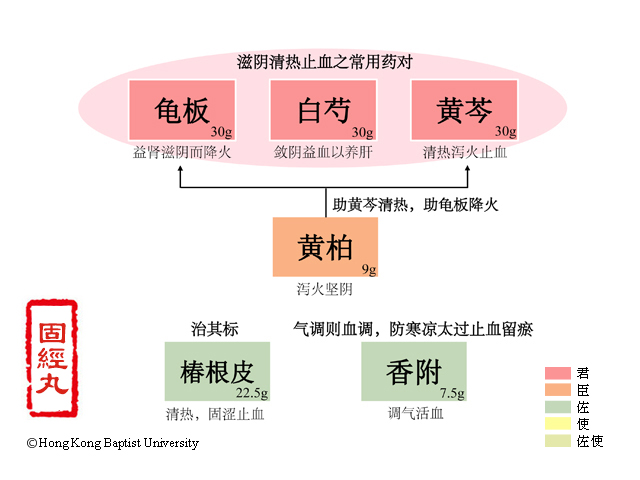 滋阴清热止血之常用药对
龟板
30g
白芍
30g
黄芩
30g
益肾滋阴而降火
敛阴益血以养肝
清热泻火止血
助黄芩清热，助龟板降火
黄柏
9g
泻火坚阴
固經丸
治其标
气调则血调，防寒凉太过止血留瘀
椿根皮
22.5g
香附
7.5g
清热，固涩止血
调气活血
君
臣
佐
使
佐使
©Hong Kong Baptist University